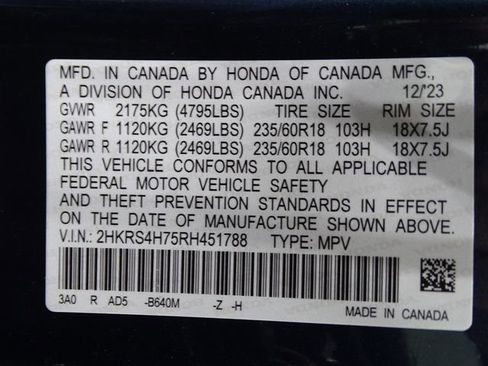 MFD. IN CANADA BY HONDA OF CANADA MFG.,
A DIVISION OF HONDA CANADA INC. 12/'23
GVWR 2175KG (4795LBS) TIRE SIZE RIM SIZE
GAWR F 1120KG (2469LBS) 235/60R18 103H 18X7.5J
GAWR R 1120KG (2469LBS) 235/60R18 103H 18X7.5J
THIS VEHICLE CONFORMS TO ALL APPLICABLE
FEDERAL MOTOR VEHICLE SAFETY
AND THEFT PREVENTION STANDARDS IN EFFECT
ON THE DATE OF MANUFACTURE SHOWN ABOVE.
V.I.N.: 2HKRS4H75RH451788 TYPE: MPV
3A0 R AD5 -B640M -Z -H
MADE IN CANADA